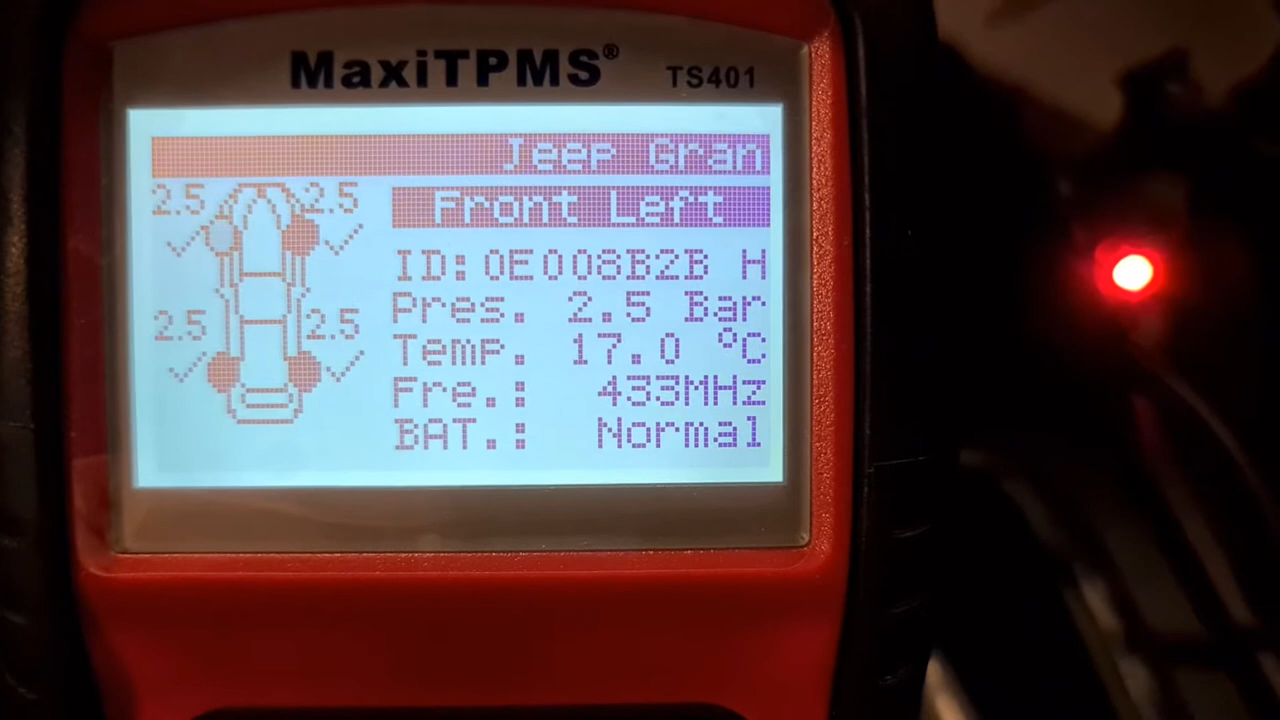 MaxiTPMS® TS401
Jeep Gran
2.5 2.5 Front Left
ID:0E008B2B H
Pres. 2.5 Bar
2.5 2.5 Temp. 17.0 °C
Fre.: 433MHz
BAT.: Normal